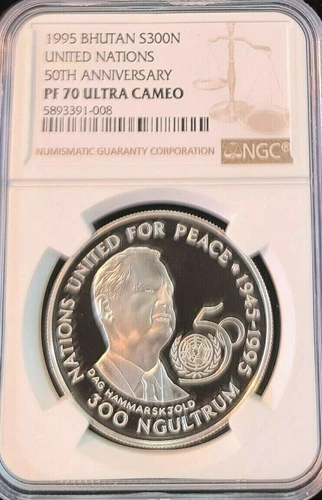 1995 BHUTAN S300N
UNITED NATIONS
50TH ANNIVERSARY
PF 70 ULTRA CAMEO
5893391-008
NUMISMATIC GUARANTY CORPORATION
NGC®
NATIONS UNITED FOR PEACE • 1945-1995
50
DAG HAMMARSKJOLD
300 NGULTRUM